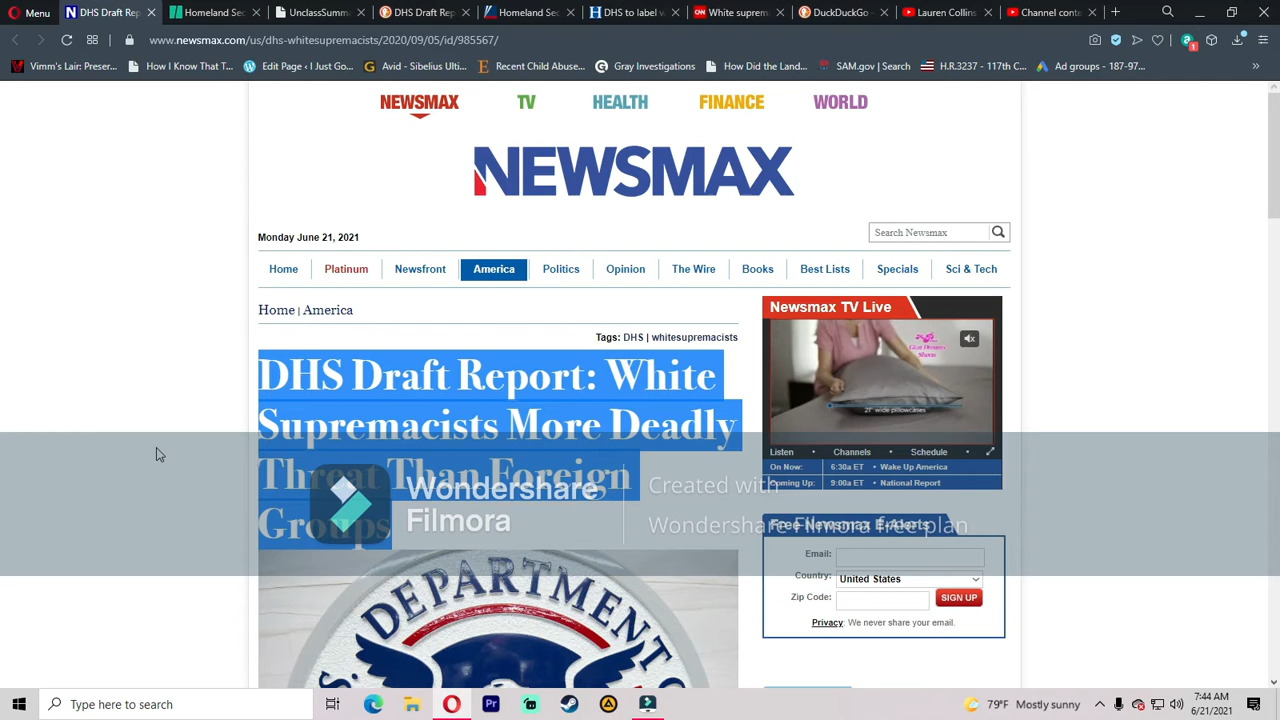 Menu
DHS Draft Rep
Homeland Sec
UnclassSumm
DHS Draft Rep
Homeland Sec
DHS to label w
White suprem
DuckDuckGo
Lauren Collins
Channel conte
www.newsmax.com/us/dhs-whitesupremacists/2020/09/05/id/985567/
Vimm's Lair: Preser...
How I Know That T...
Edit Page ‹ I Just Go...
Avid - Sibelius Ulti...
Recent Child Abuse...
Gray Investigations
How Did the Land...
SAM.gov | Search
H.R.3237 - 117th C...
Ad groups - 187-97...
NEWSMAX TV HEALTH FINANCE WORLD
NEWSMAX
Monday June 21, 2021
Search Newsmax
Home Platinum Newsfront America Politics Opinion The Wire Books Best Lists Specials Sci & Tech
Home | America
Tags: DHS | whitesupremacists
DHS Draft Report: White
Supremacists More Deadly
Threat Than Foreign
Groups
DEPARTMENT
Newsmax TV Live
21" wide pillowcases
Listen • Channels • Schedule •
On Now: 6:30a ET • Wake Up America
Coming Up: 9:00a ET • National Report
Free Newsmax E-Alerts
Email:
Country: United States
Zip Code: SIGN UP
Privacy: We never share your email.
Wondershare
Filmora
Created with
Wondershare Filmora free plan
Type here to search
79°F Mostly sunny
7:44 AM
6/21/2021